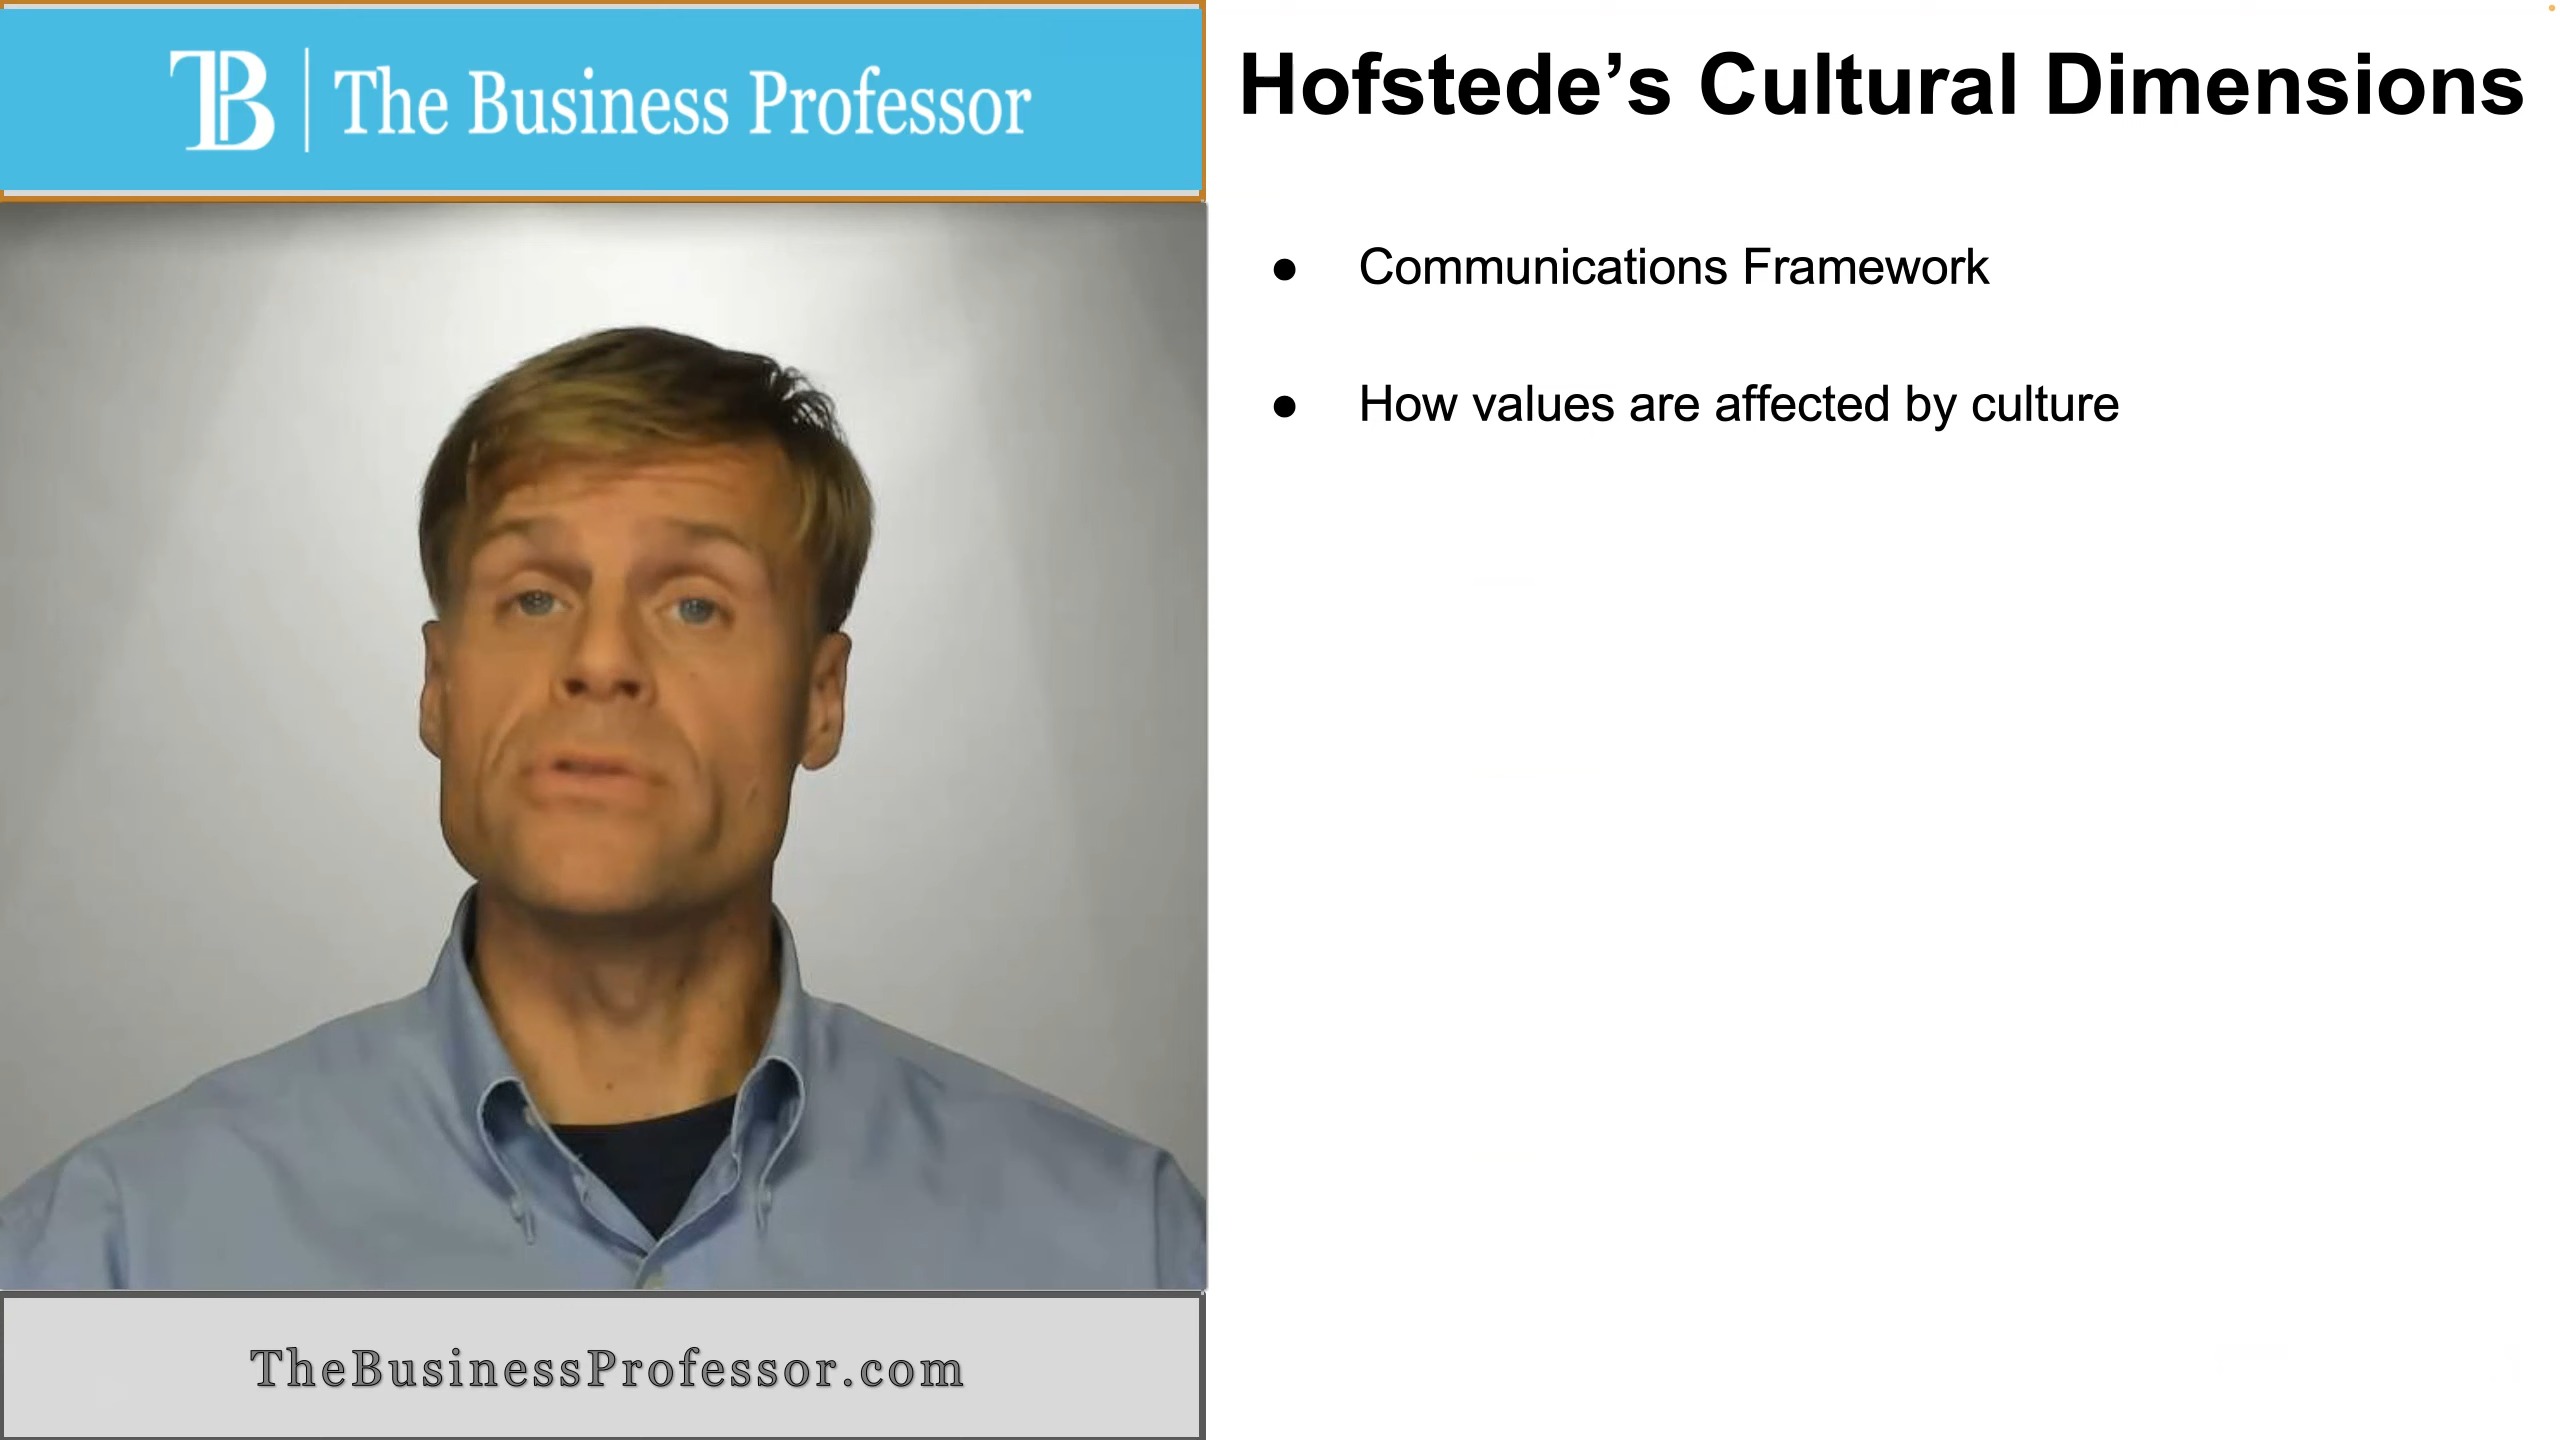 TB | The Business Professor
Hofstede’s Cultural Dimensions
● Communications Framework
● How values are affected by culture
TheBusinessProfessor.com